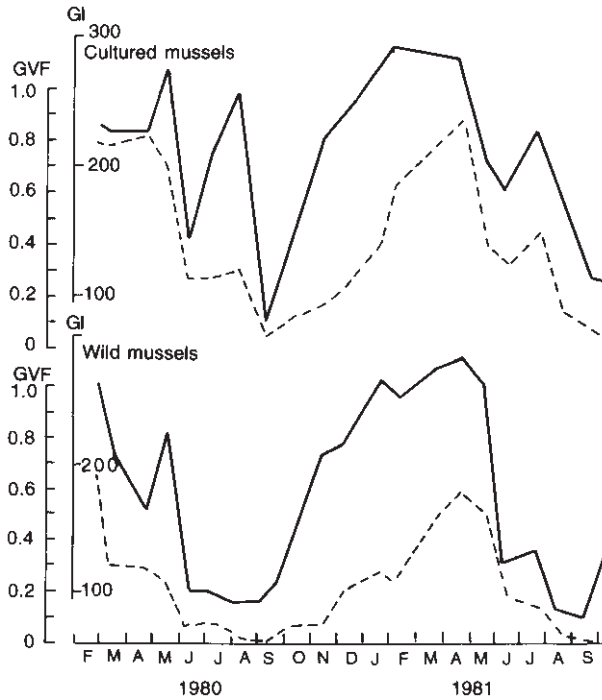 GI
300
Cultured mussels
GVF
1.0
0.8
200
0.6
0.4
100
0.2
GI
0
Wild mussels
GVF
1.0
0.8
200
0.6
0.4
100
0.2
0
F M A M J J A S O N D J F M A M J J A S O
1980 1981